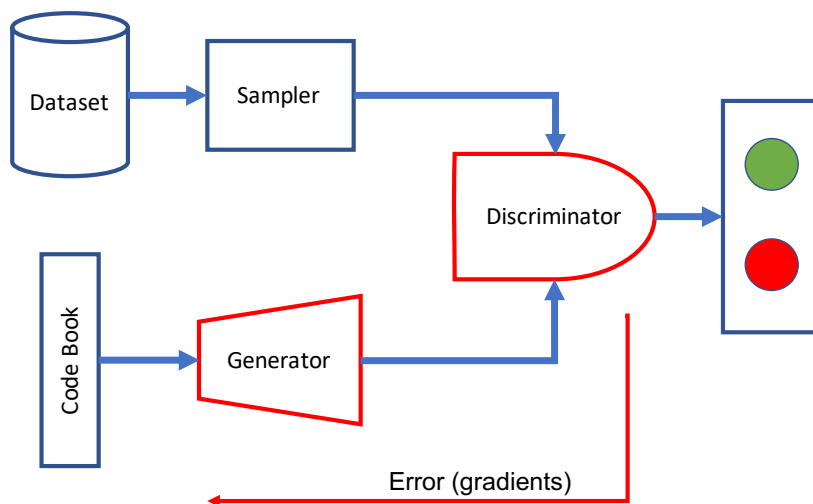 Dataset
Sampler
Discriminator
Code Book
Generator
Error (gradients)